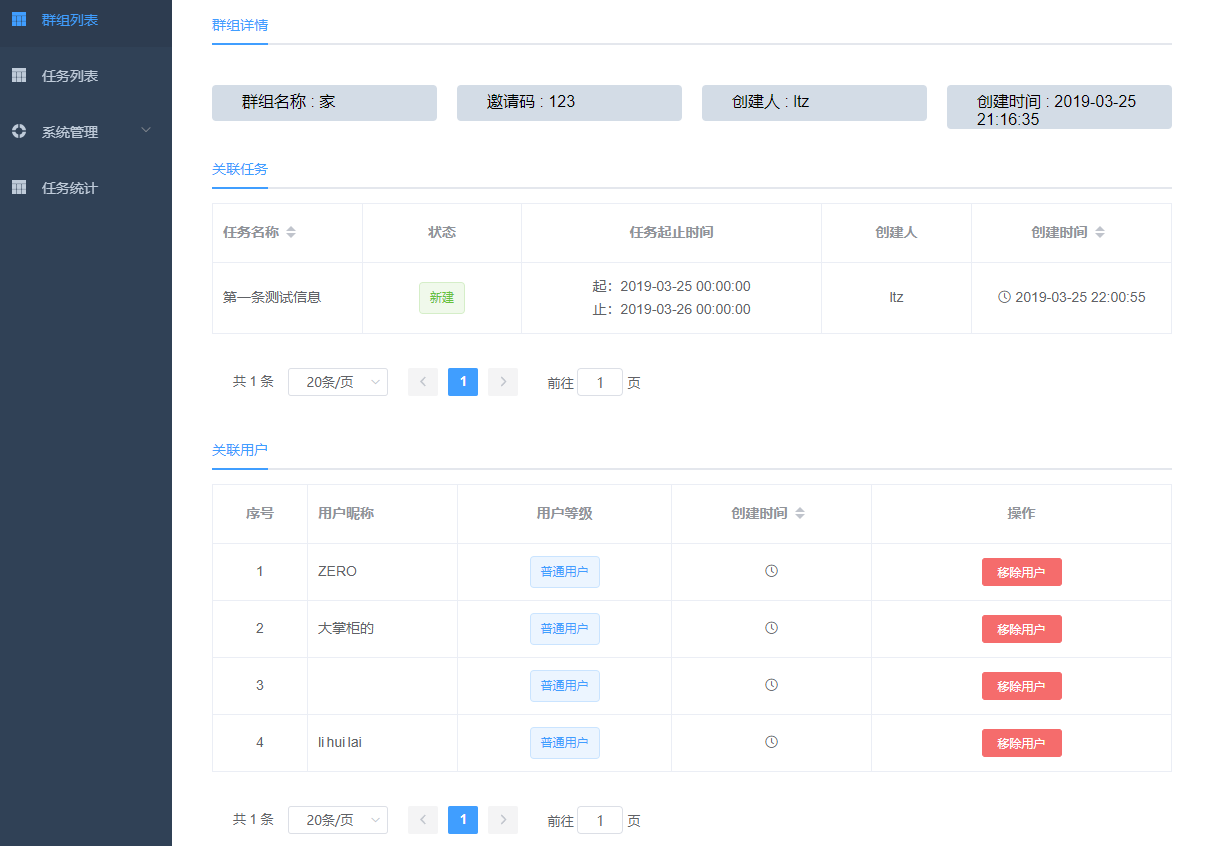 群组列表
任务列表
系统管理
任务统计
群组详情
群组名称 : 家
邀请码 : 123
创建人 : ltz
创建时间 : 2019-03-25
21:16:35
关联任务
任务名称 状态 任务起止时间 创建人 创建时间
第一条测试信息 新建 起：2019-03-25 00:00:00 ltz 2019-03-25 22:00:55
止：2019-03-26 00:00:00
共 1 条 20条/页 1 前往 1 页
关联用户
序号 用户昵称 用户等级 创建时间 操作
1 ZERO 普通用户 移除用户
2 大掌柜的 普通用户 移除用户
3 普通用户 移除用户
4 li hui lai 普通用户 移除用户
共 1 条 20条/页 1 前往 1 页